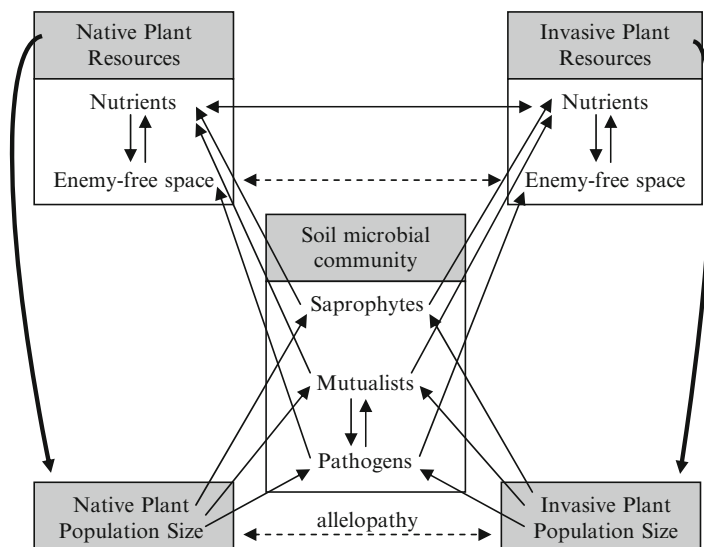 Native Plant
Resources
Nutrients
Enemy-free space
Invasive Plant
Resources
Nutrients
Enemy-free space
Soil microbial
community
Saprophytes
Mutualists
Pathogens
Native Plant
Population Size
allelopathy
Invasive Plant
Population Size